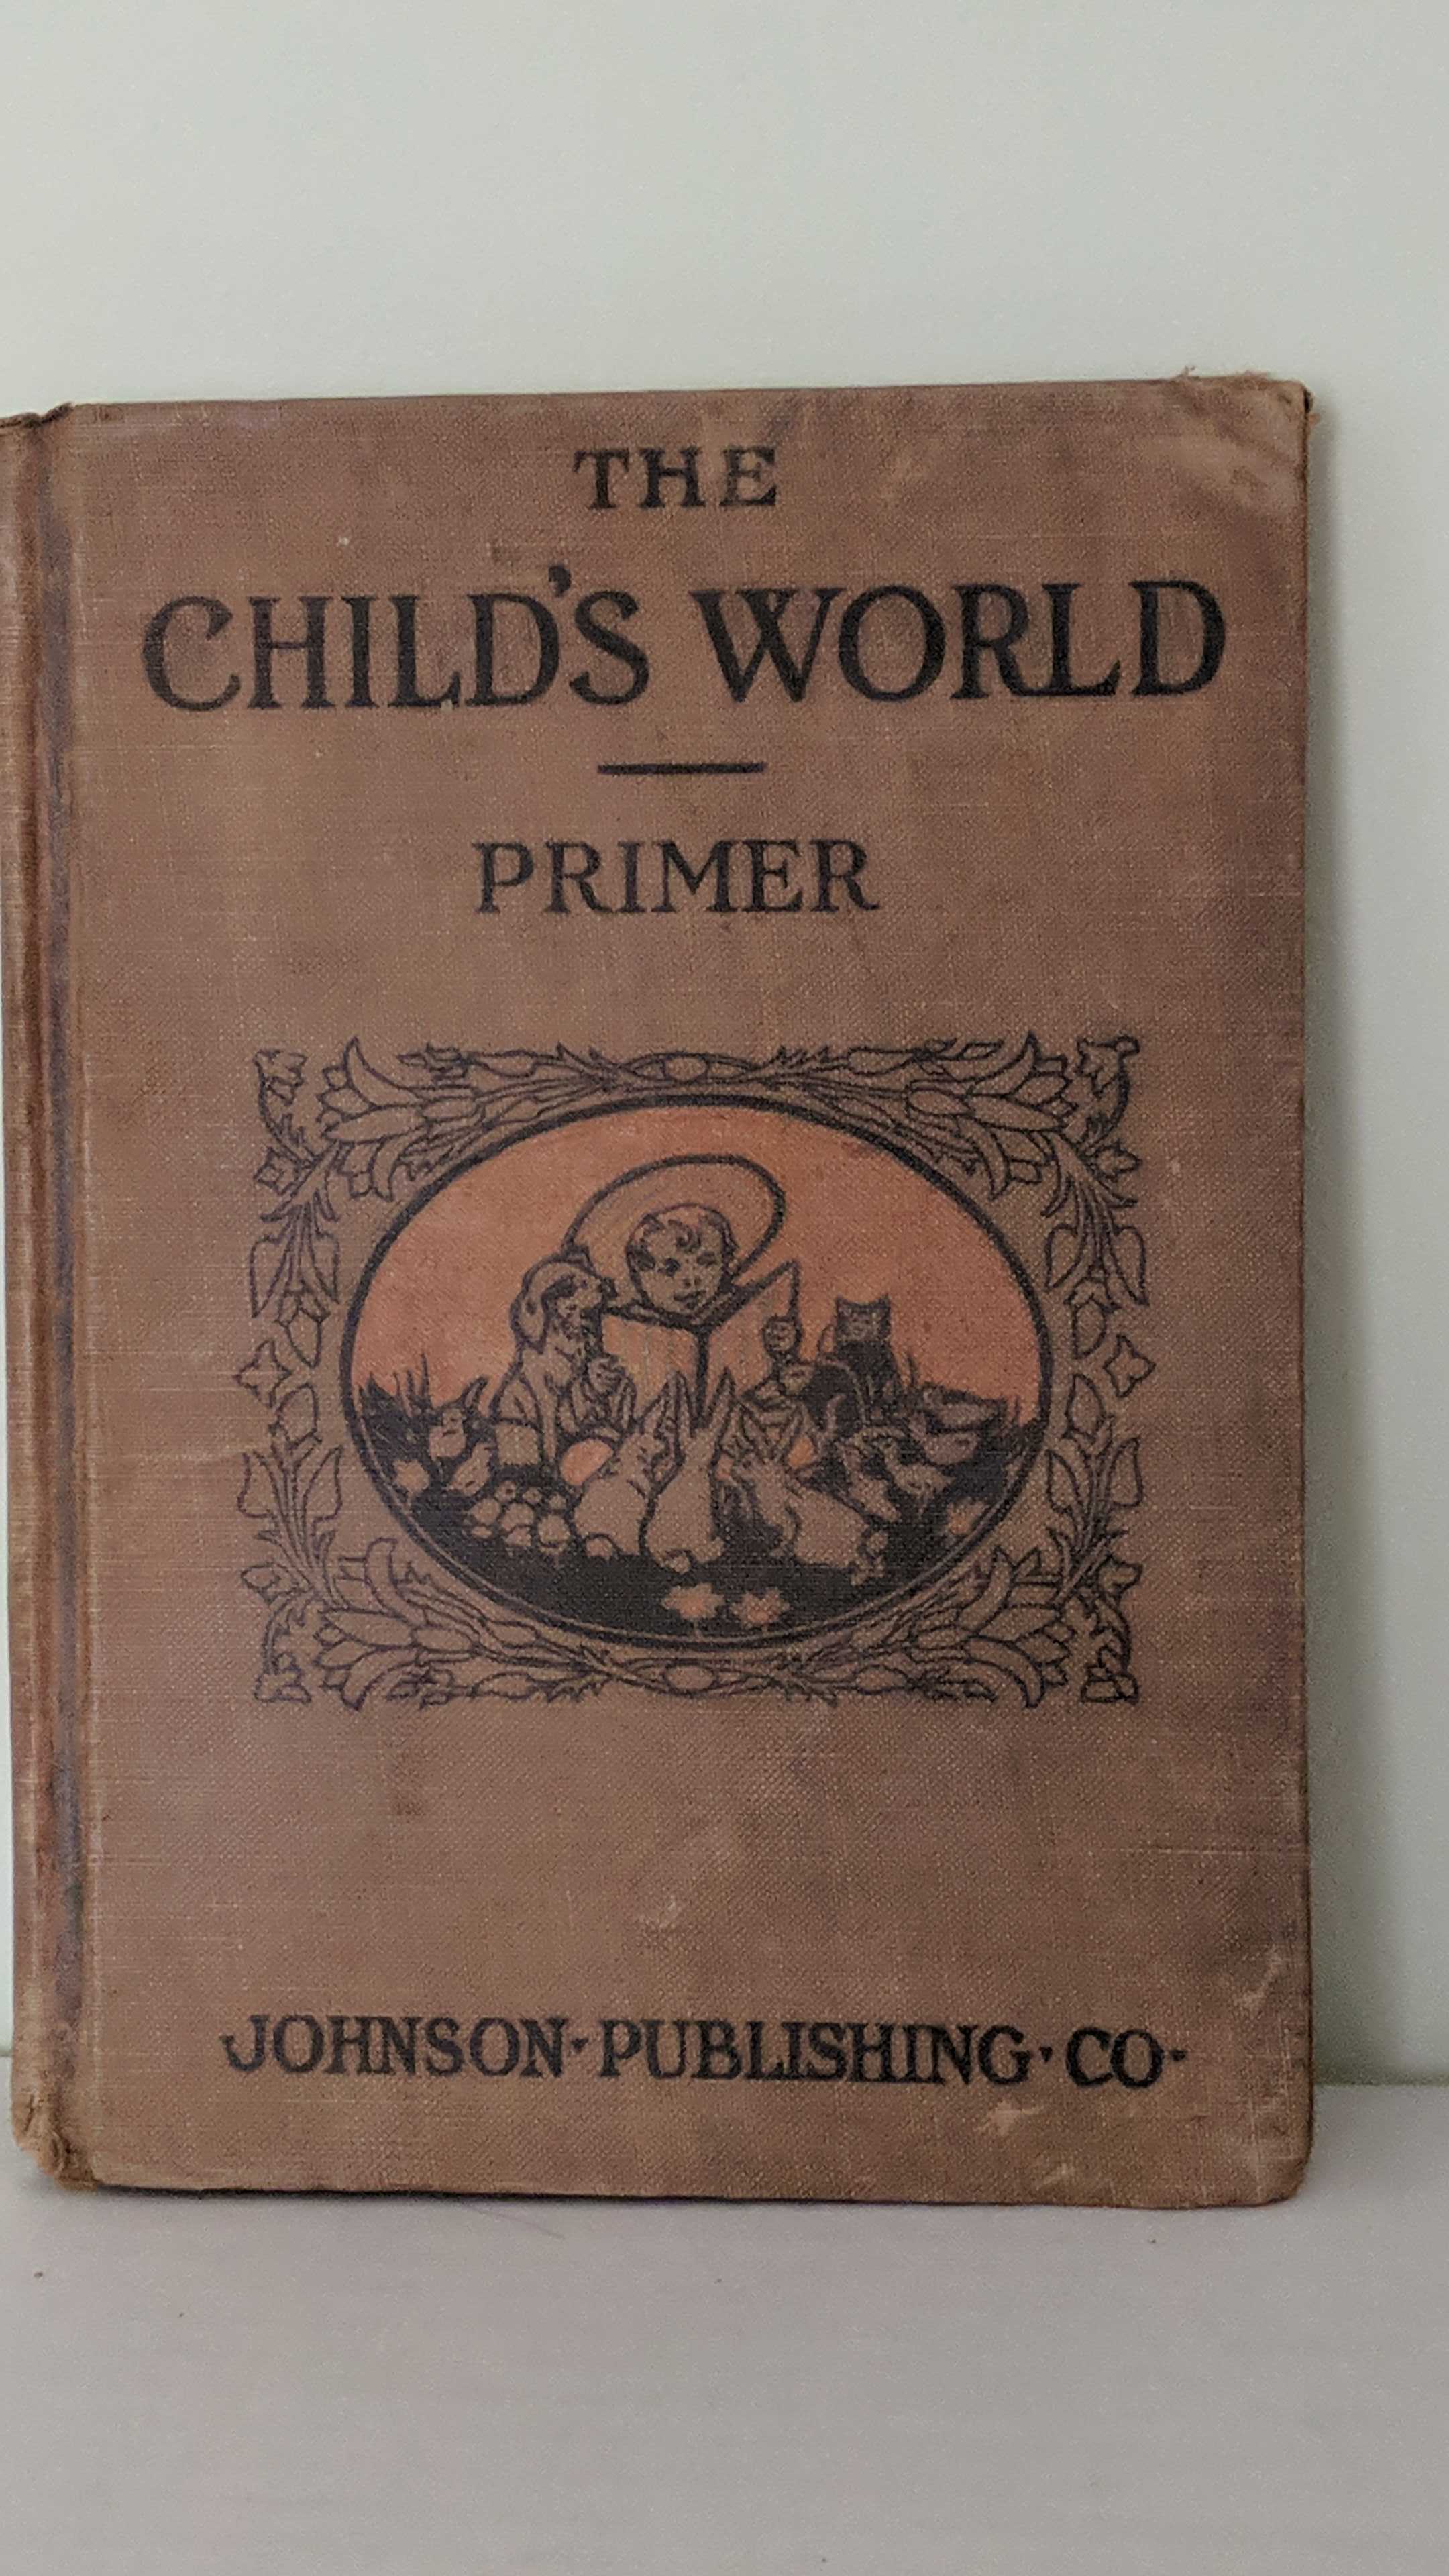 THE
CHILD'S WORLD
PRIMER
JOHNSON·PUBLISHING·CO·